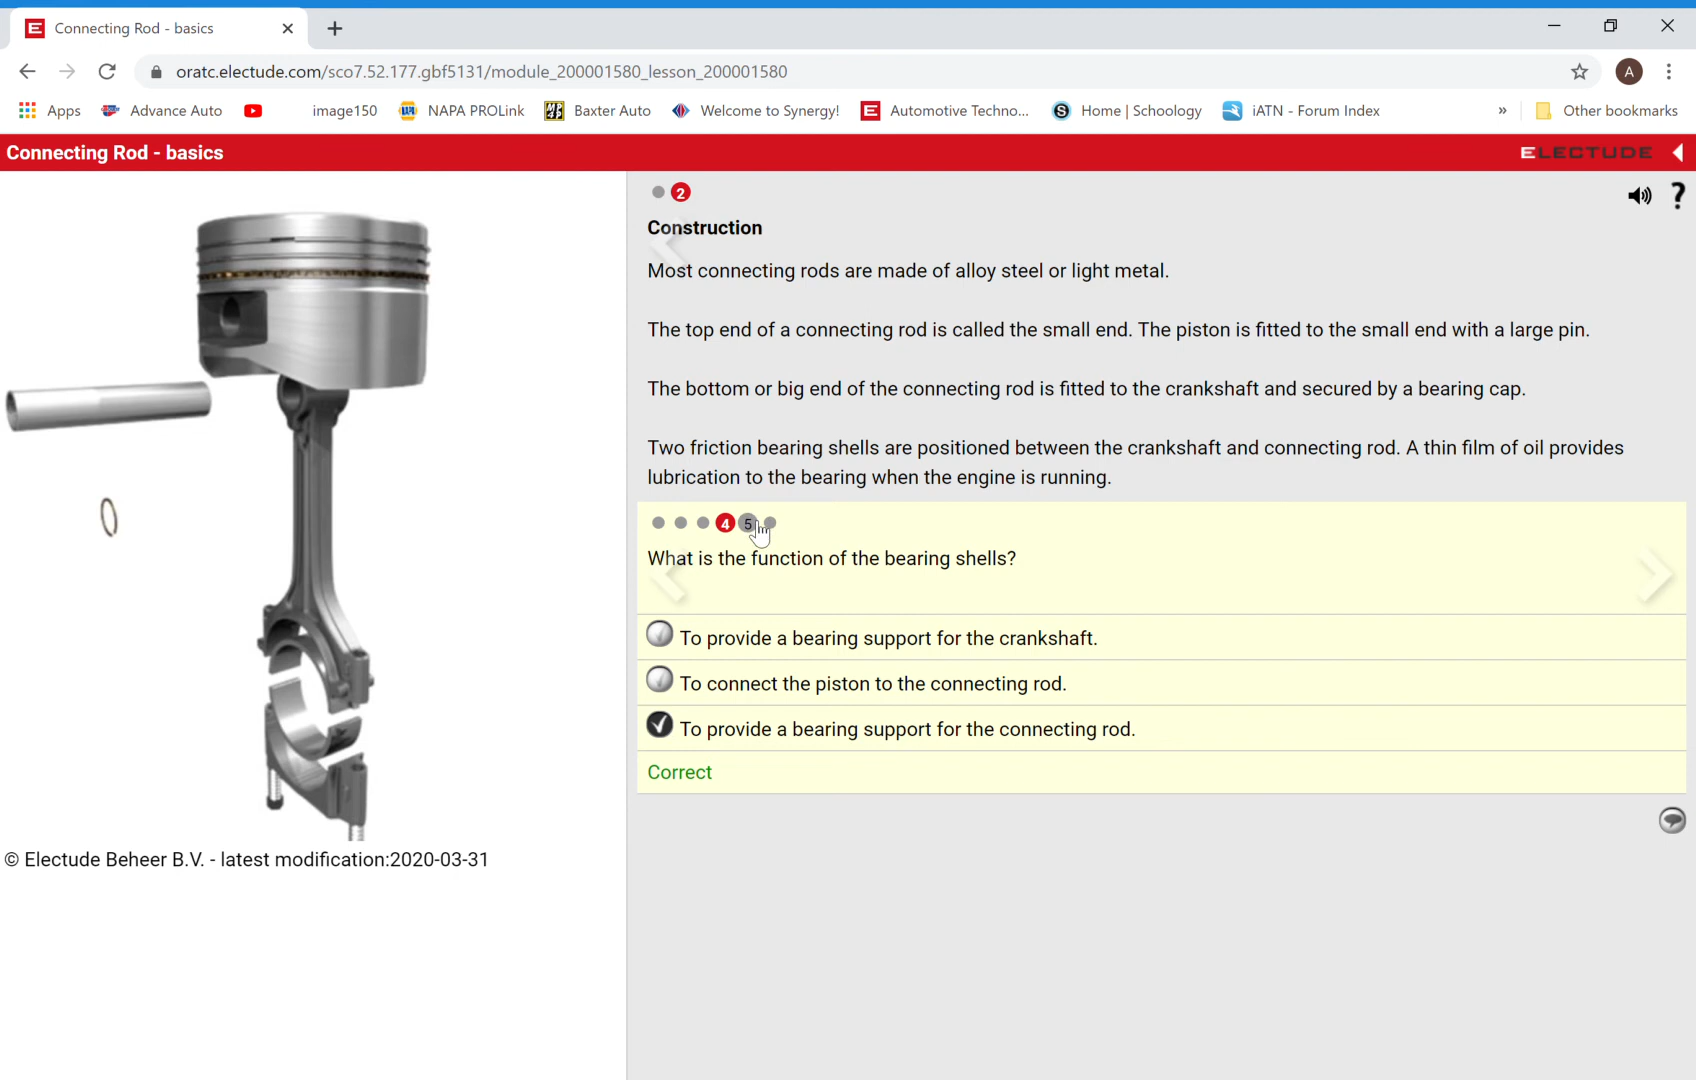 Connecting Rod - basics
oratc.electude.com/sco7.52.177.gbf5131/module_200001580_lesson_200001580
A
Apps
Advance Auto
image150
NAPA PROLink
Baxter Auto
Welcome to Synergy!
Automotive Techno...
Home | Schoology
iATN - Forum Index
»
Other bookmarks
Connecting Rod - basics
ELECTUDE
2
?
Construction
Most connecting rods are made of alloy steel or light metal.
The top end of a connecting rod is called the small end. The piston is fitted to the small end with a large pin.
The bottom or big end of the connecting rod is fitted to the crankshaft and secured by a bearing cap.
Two friction bearing shells are positioned between the crankshaft and connecting rod. A thin film of oil provides
lubrication to the bearing when the engine is running.
4 5
What is the function of the bearing shells?
To provide a bearing support for the crankshaft.
To connect the piston to the connecting rod.
To provide a bearing support for the connecting rod.
Correct
© Electude Beheer B.V. - latest modification:2020-03-31